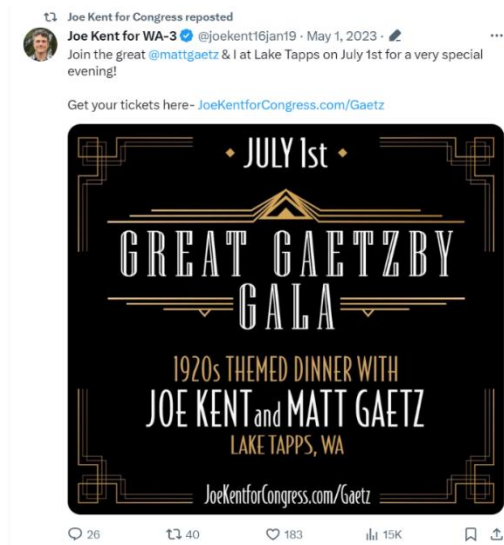 Joe Kent for Congress reposted
Joe Kent for WA-3 @joekent16jan19 · May 1, 2023 ·
Join the great @mattgaetz & I at Lake Tapps on July 1st for a very special
evening!
Get your tickets here- JoeKentforCongress.com/Gaetz
JULY 1st
GREAT GAETZBY
GALA
1920s THEMED DINNER WITH
JOE KENT and MATT GAETZ
LAKE TAPPS, WA
JoeKentforCongress.com/Gaetz
26 40 183 15K